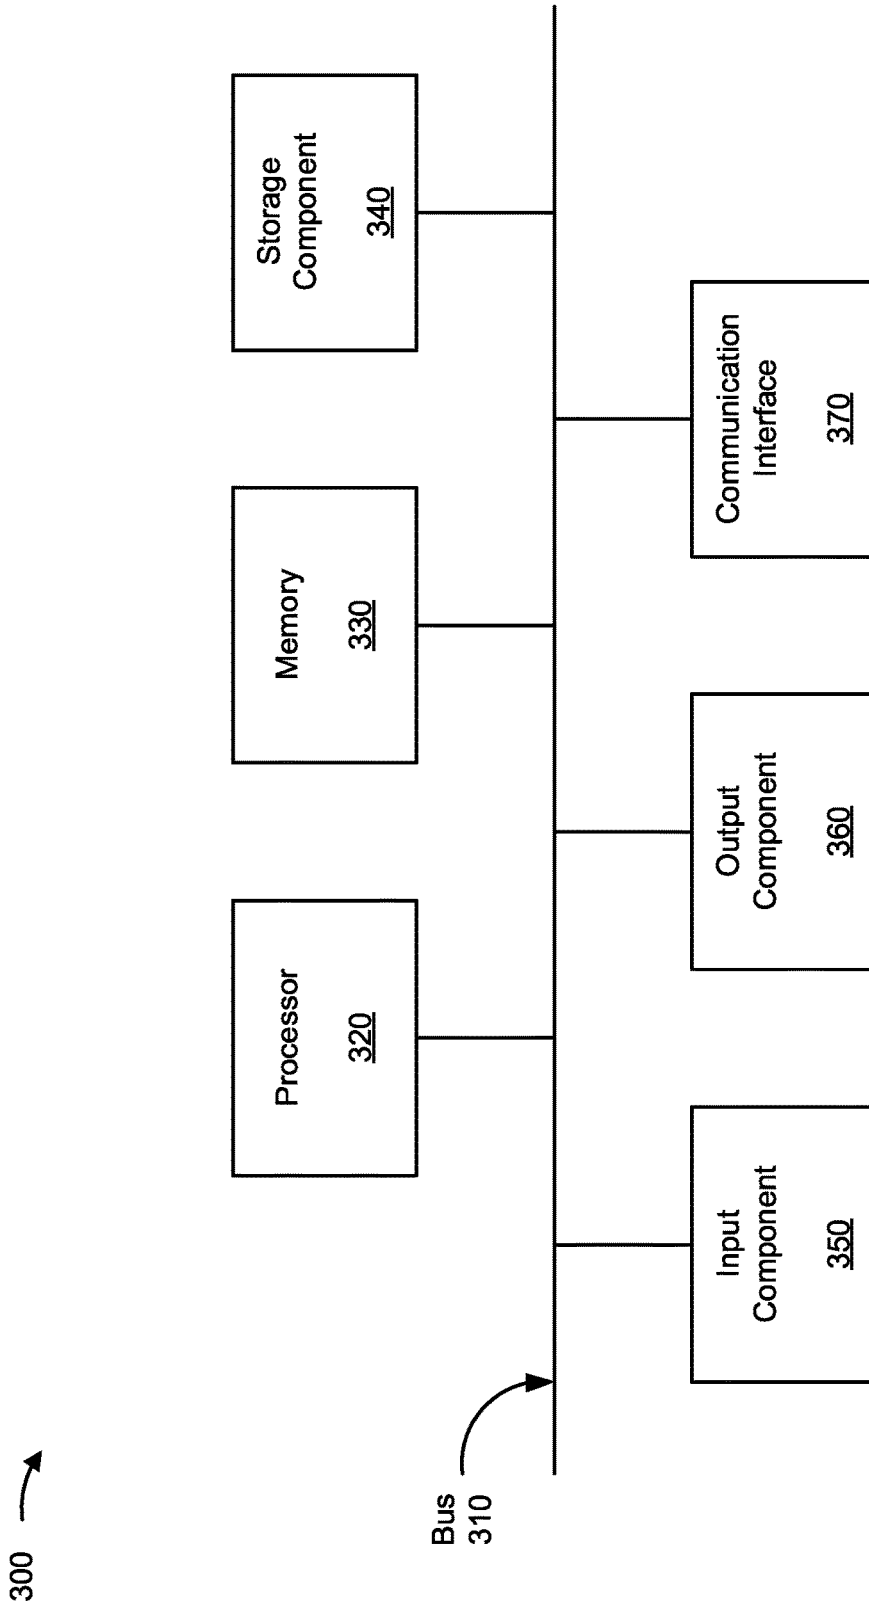 300
Bus
310
Processor
320
Memory
330
Storage
Component
340
Input
Component
350
Output
Component
360
Communication
Interface
370